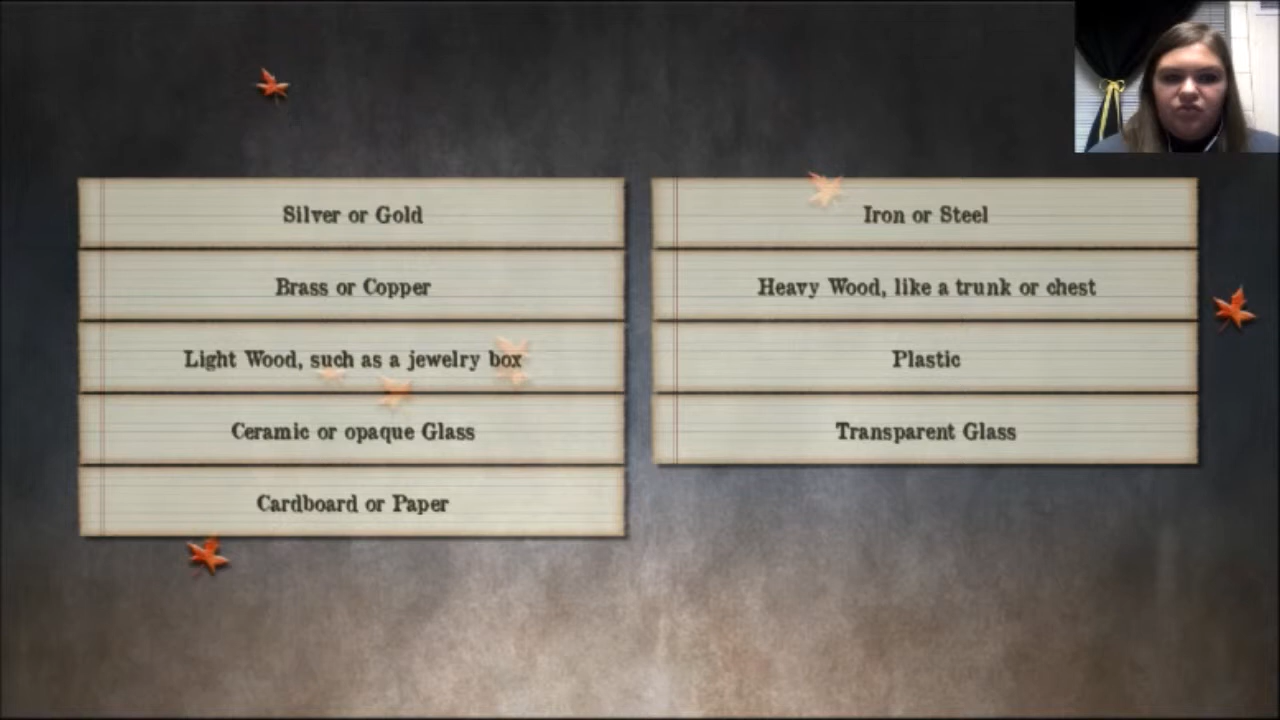 Silver or Gold
Brass or Copper
Light Wood, such as a jewelry box
Ceramic or opaque Glass
Cardboard or Paper
Iron or Steel
Heavy Wood, like a trunk or chest
Plastic
Transparent Glass